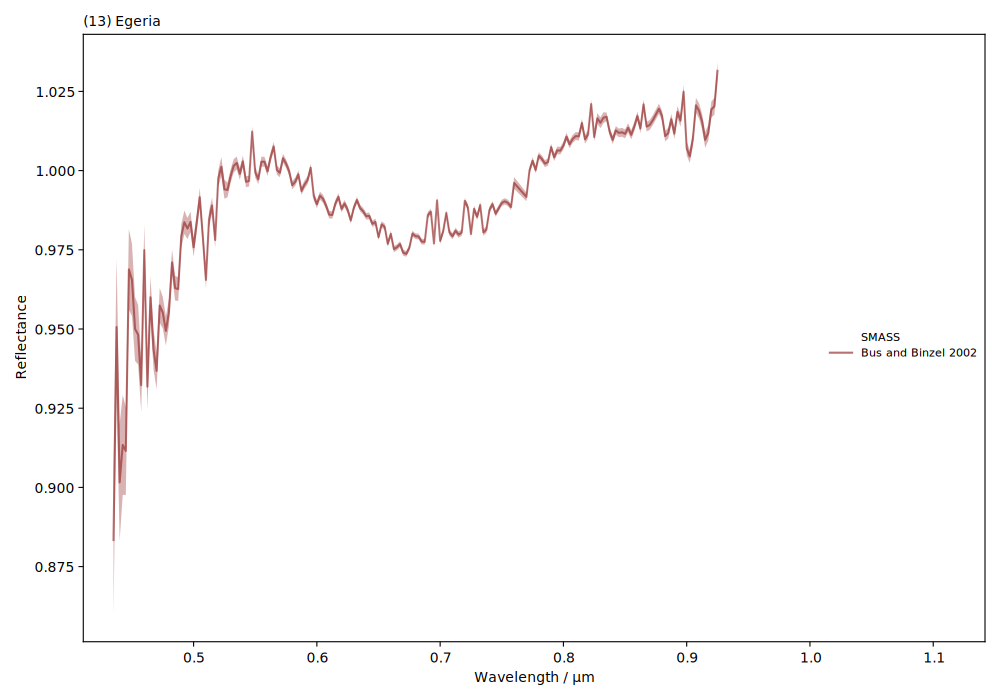 (13) Egeria
1.025
1.000
0.975
0.950
0.925
0.900
0.875
Reflectance
0.5 0.6 0.7 0.8 0.9 1.0 1.1
Wavelength / μm
SMASS
Bus and Binzel 2002